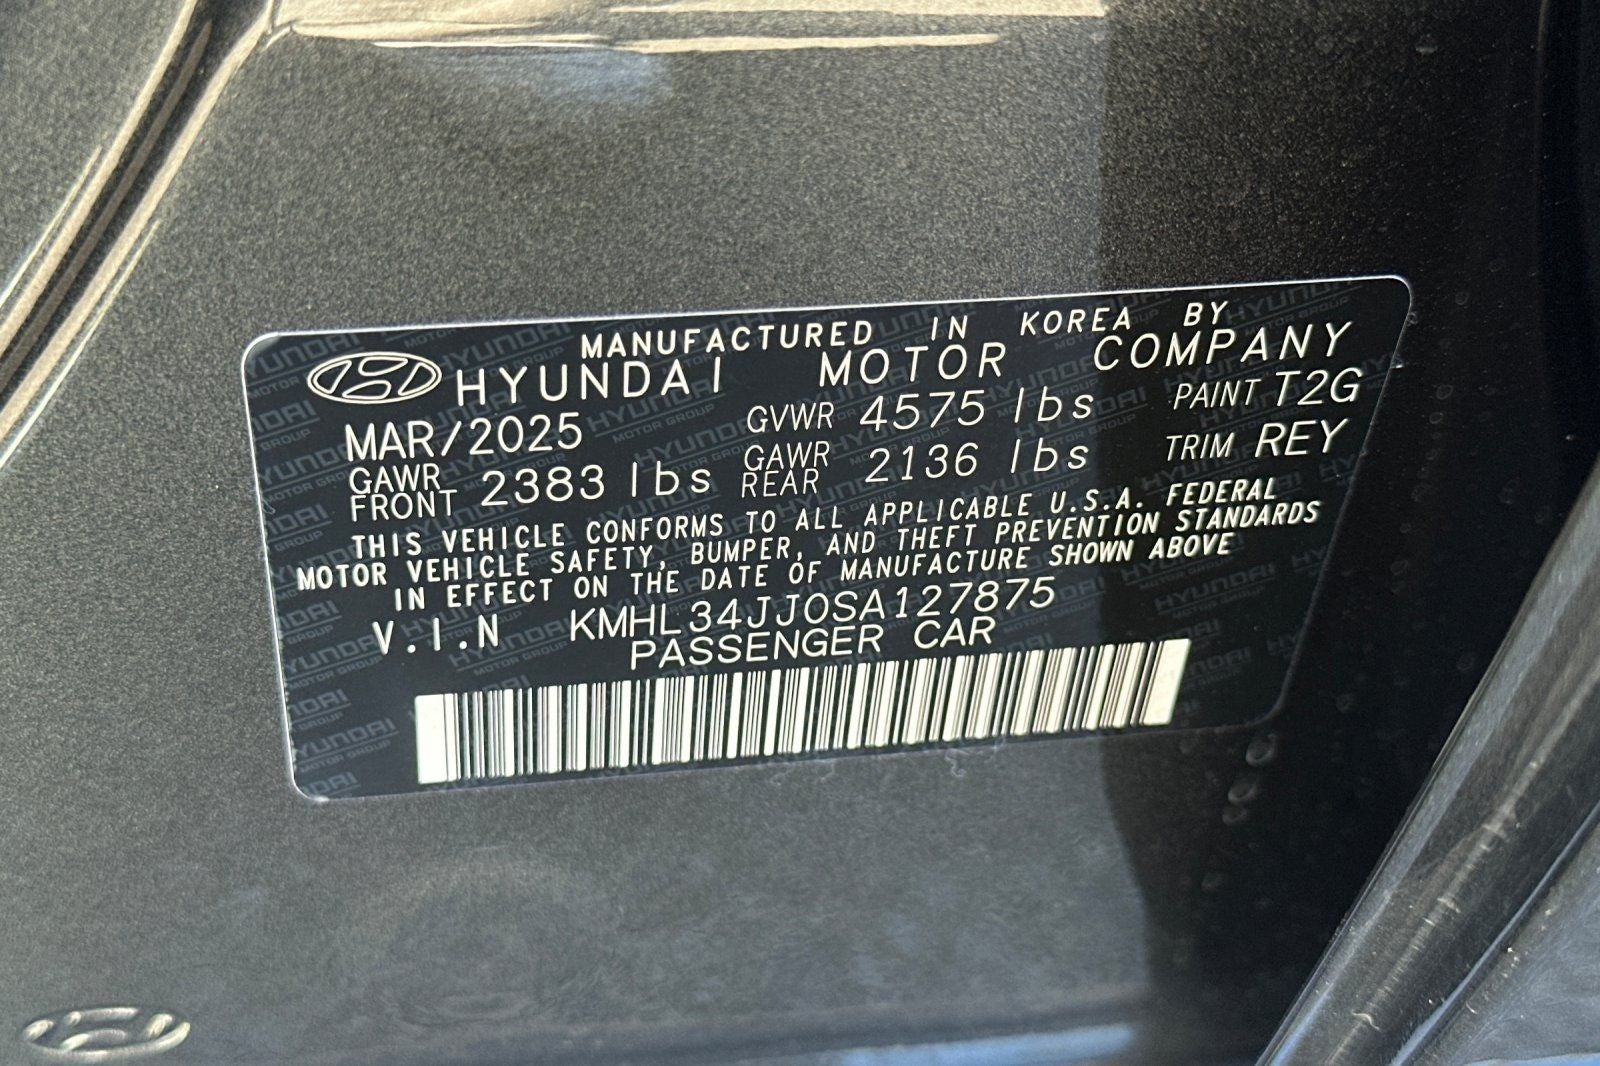 MANUFACTURED IN KOREA BY
HYUNDAI MOTOR COMPANY
MAR/2025 GVWR 4575 lbs PAINT T2G
GAWR FRONT 2383 lbs GAWR REAR 2136 lbs TRIM REY
THIS VEHICLE CONFORMS TO ALL APPLICABLE U.S.A. FEDERAL
MOTOR VEHICLE SAFETY, BUMPER, AND THEFT PREVENTION STANDARDS
IN EFFECT ON THE DATE OF MANUFACTURE SHOWN ABOVE
V.I.N KMHL34JJ0SA127875
PASSENGER CAR